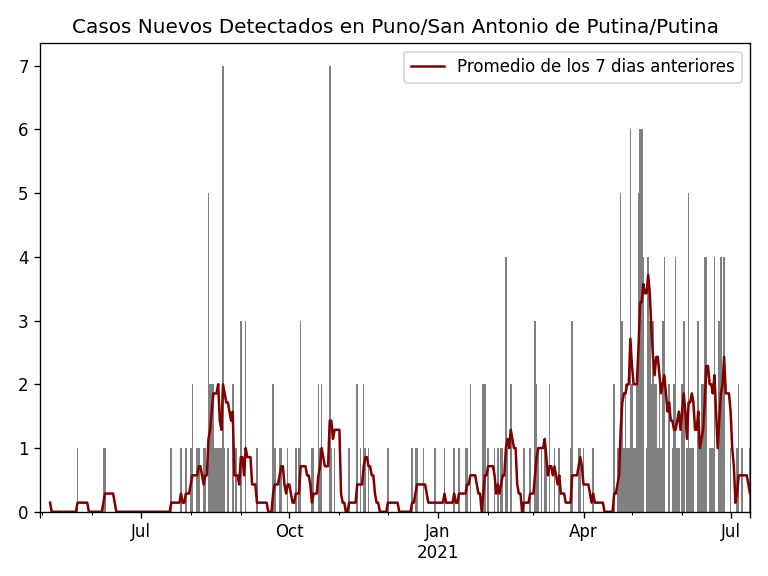 Casos Nuevos Detectados en Puno/San Antonio de Putina/Putina
Promedio de los 7 dias anteriores
7
6
5
4
3
2
1
0
Jul
Oct
Jan
2021
Apr
Jul